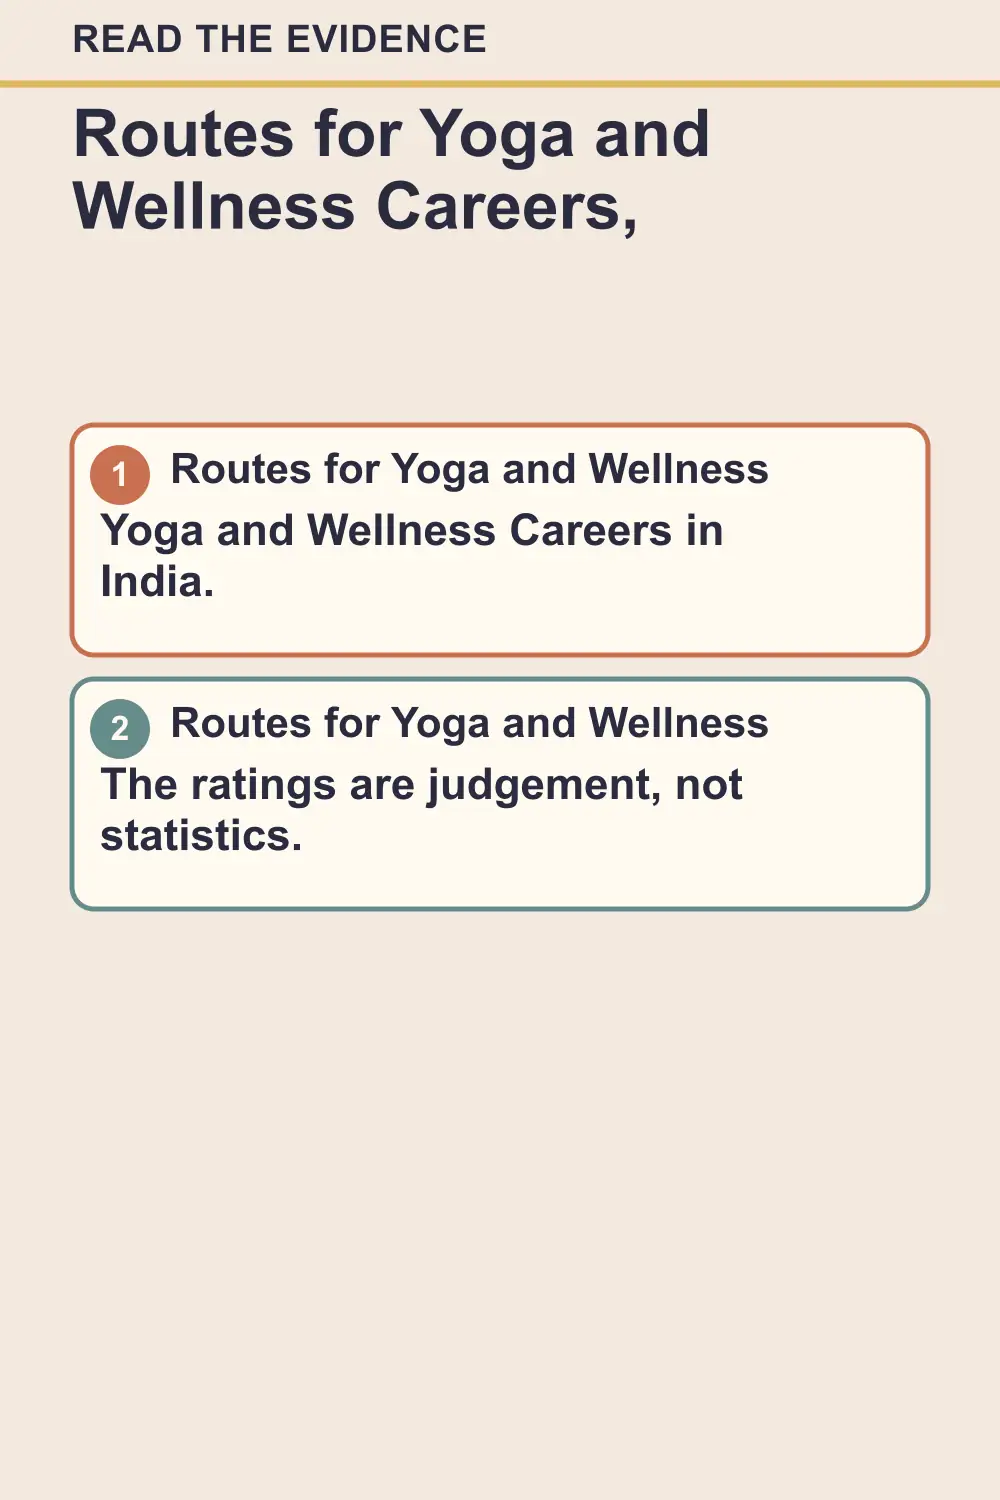 READ THE EVIDENCE
Routes for Yoga and
Wellness Careers,
1 Routes for Yoga and Wellness
Yoga and Wellness Careers in
India.
2 Routes for Yoga and Wellness
The ratings are judgement, not
statistics.